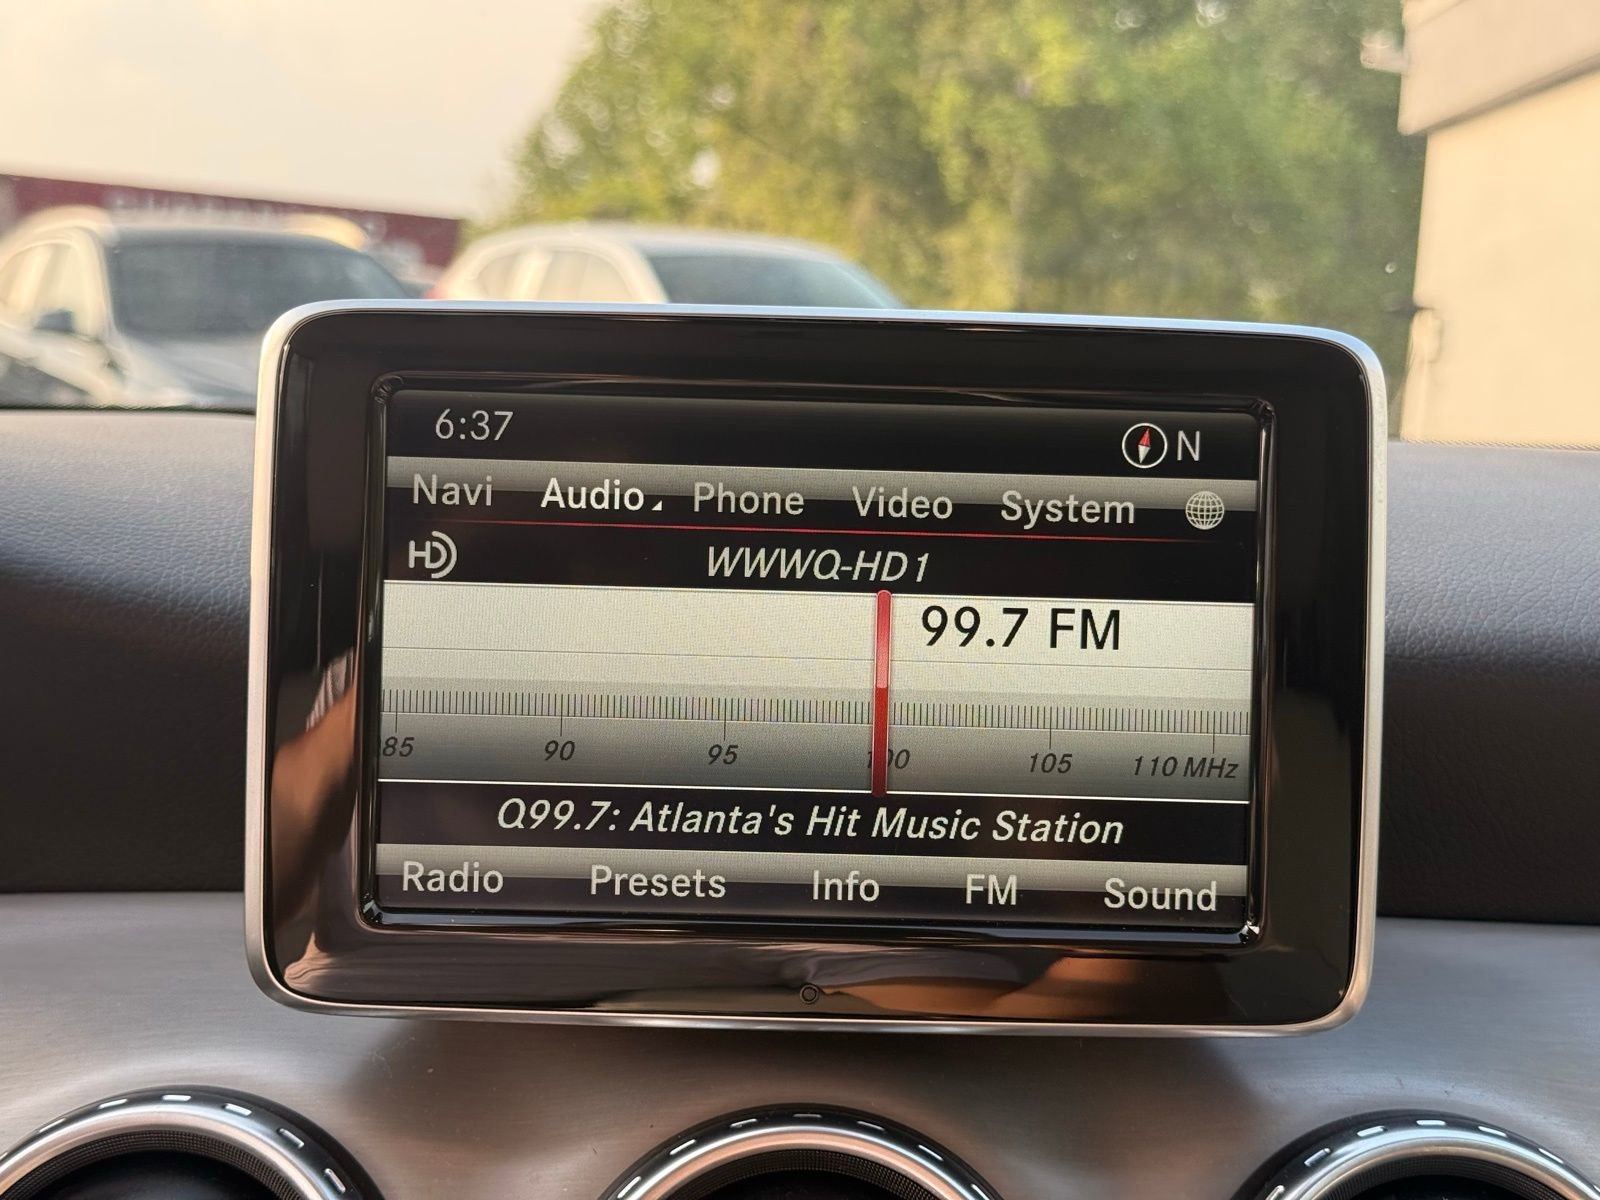 6:37 N
Navi Audio Phone Video System
HD WWWQ-HD1
99.7 FM
85 90 95 100 105 110 MHz
Q99.7: Atlanta's Hit Music Station
Radio Presets Info FM Sound